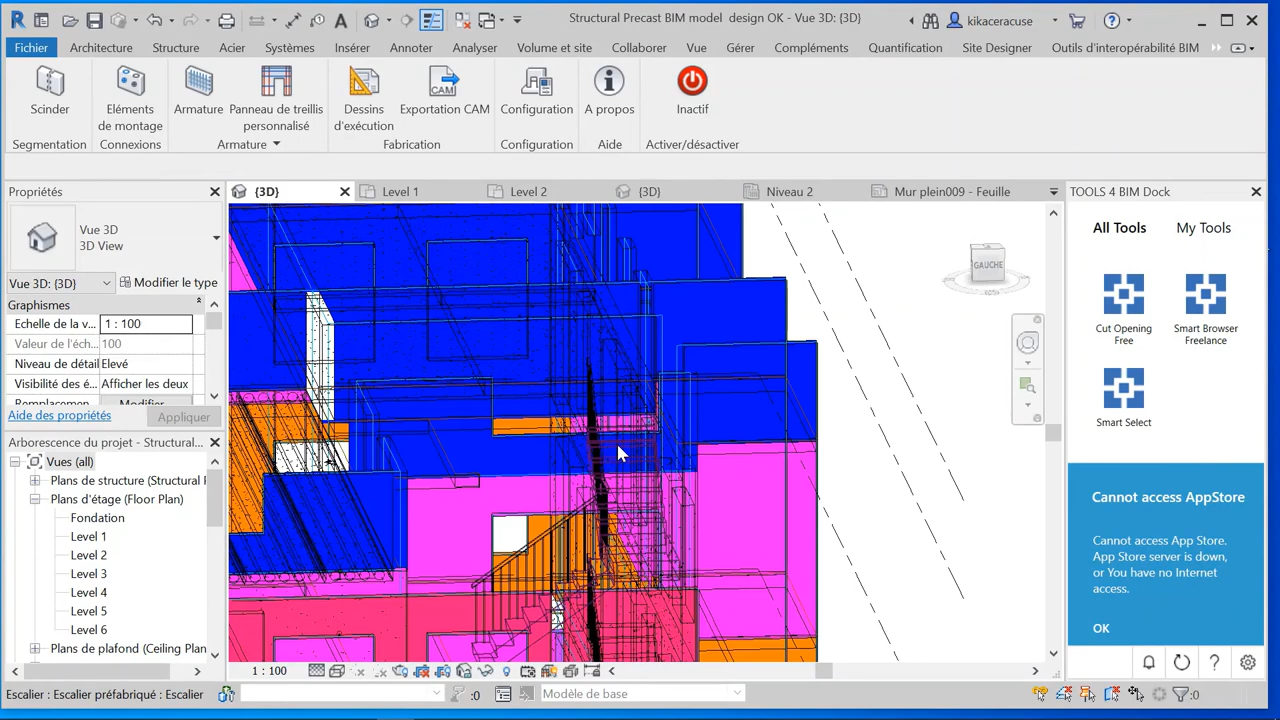 Structural Precast BIM model design OK - Vue 3D: {3D}
kikaceracuse
Fichier Architecture Structure Acier Systèmes Insérer Annoter Analyser Volume et site Collaborer Vue Gérer Compléments Quantification Site Designer Outils d'interopérabilité BIM
Scinder
Eléments de montage
Armature
Panneau de treillis personnalisé
Dessins d'exécution
CAM
Exportation CAM
Configuration
A propos
Inactif
Segmentation Connexions Armature Fabrication Configuration Aide Activer/désactiver
Propriétés
{3D} Level 1 Level 2 {3D} Niveau 2 Mur plein009 - Feuille
TOOLS 4 BIM Dock
Vue 3D
3D View
Vue 3D: {3D} Modifier le type
Graphismes
Echelle de la v... 1 : 100
Valeur de l'éch... 100
Niveau de détail Elevé
Visibilité des é... Afficher les deux
Remplacemen... Modifier...
Aide des propriétés Appliquer
Arborescence du projet - Structural...
Vues (all)
Plans de structure (Structural P
Plans d'étage (Floor Plan)
Fondation
Level 1
Level 2
Level 3
Level 4
Level 5
Level 6
Plans de plafond (Ceiling Plan
GAUCHE
All Tools My Tools
Cut Opening Free
Smart Browser Freelance
Smart Select
Cannot access AppStore
Cannot access App Store.
App Store server is down,
or You have no Internet
access.
OK
1 : 100
Escalier : Escalier préfabriqué : Escalier
:0
Modèle de base
:0